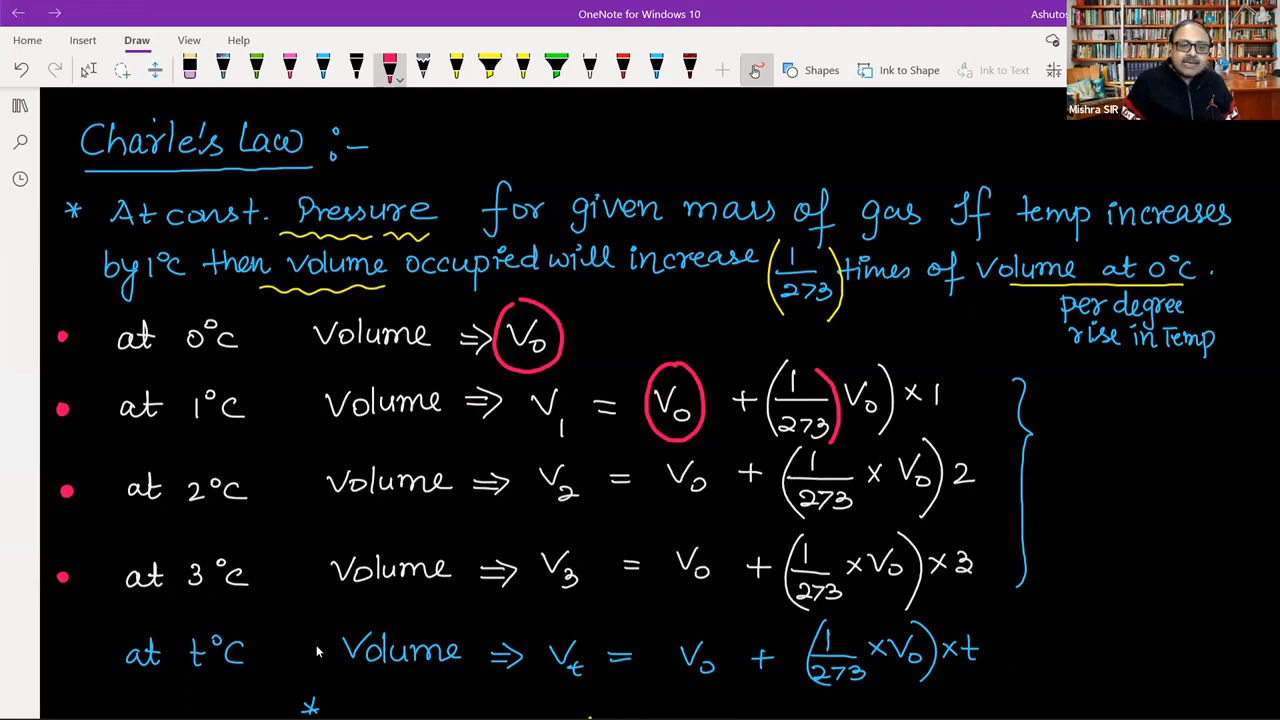 OneNote for Windows 10
Ashutos
Home Insert Draw View Help
Shapes Ink to Shape Ink to Text
Mishra SIR
Charle's Law :-
* At const. Pressure for given mass of gas If temp increases
by 1°C then volume occupied will increase (1/273) times of Volume at 0°C.
per degree
rise in Temp
• at 0°C Volume ⇒ V₀
• at 1°C Volume ⇒ V₁ = V₀ + (1/273 V₀) × 1
• at 2°C Volume ⇒ V₂ = V₀ + (1/273 × V₀) 2
• at 3°C Volume ⇒ V₃ = V₀ + (1/273 × V₀) × 3
at t°C Volume ⇒ Vₜ = V₀ + (1/273 × V₀) × t
*